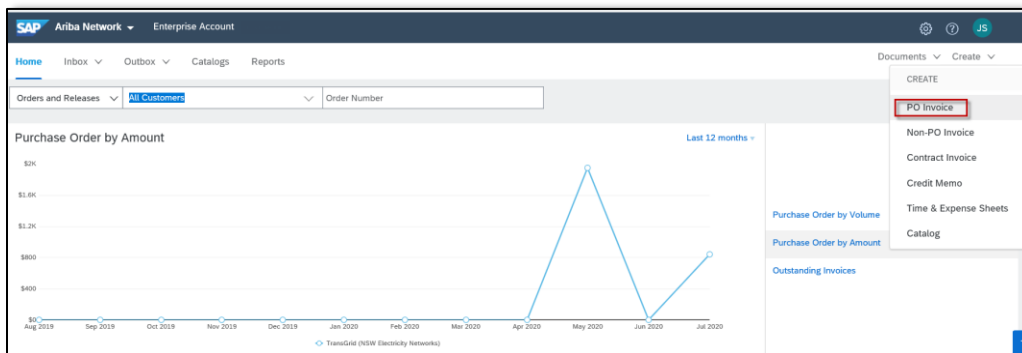 SAP Ariba Network Enterprise Account JS
Home Inbox Outbox Catalogs Reports Documents Create
Orders and Releases All Customers Order Number
CREATE
PO Invoice
Non-PO Invoice
Contract Invoice
Credit Memo
Time & Expense Sheets
Catalog
Purchase Order by Amount Last 12 months
$2K
$1.6K
$1.2K
$800
$400
$0
Aug 2019 Sep 2019 Oct 2019 Nov 2019 Dec 2019 Jan 2020 Feb 2020 Mar 2020 Apr 2020 May 2020 Jun 2020 Jul 2020
TransGrid (NSW Electricity Networks)
Purchase Order by Volume
Purchase Order by Amount
Outstanding Invoices